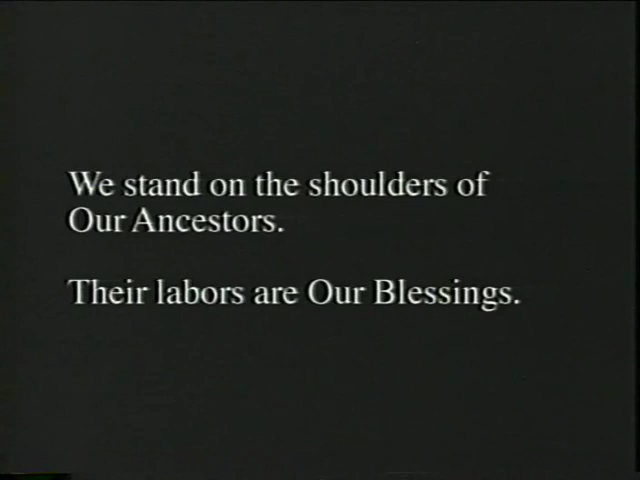 We stand on the shoulders of
Our Ancestors.
Their labors are Our Blessings.